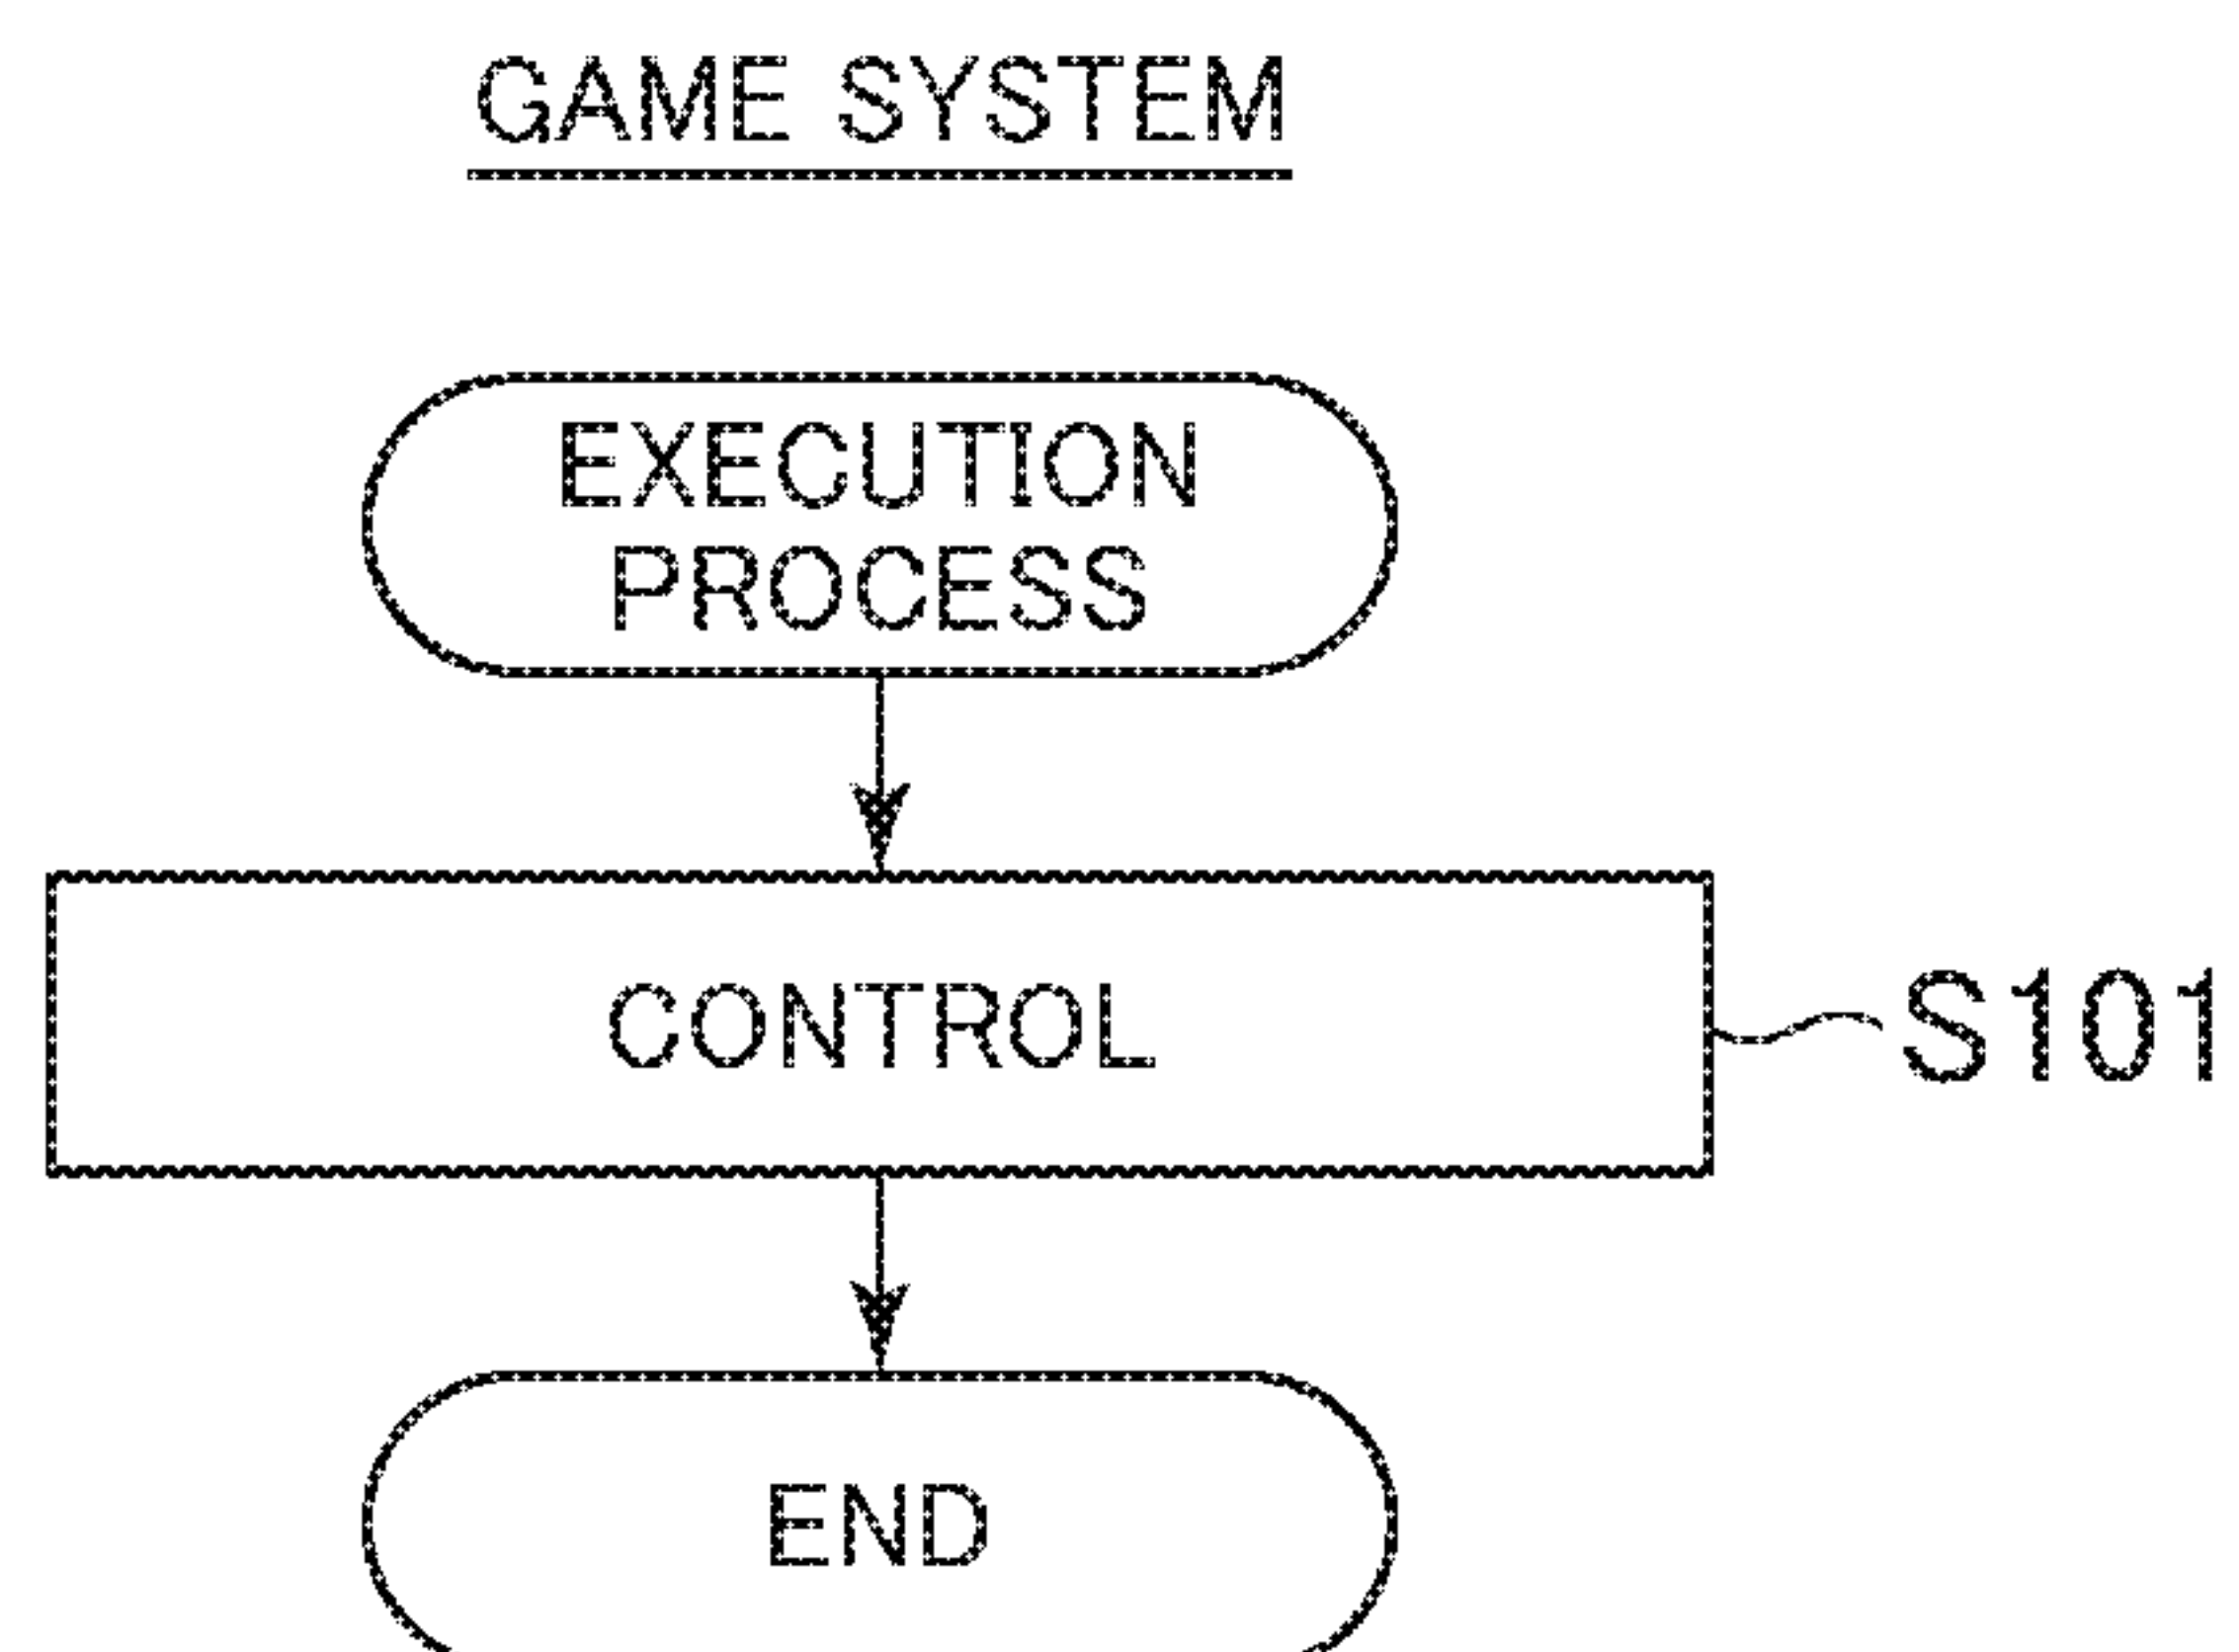 GAME SYSTEM
EXECUTION
PROCESS
CONTROL
S101
END